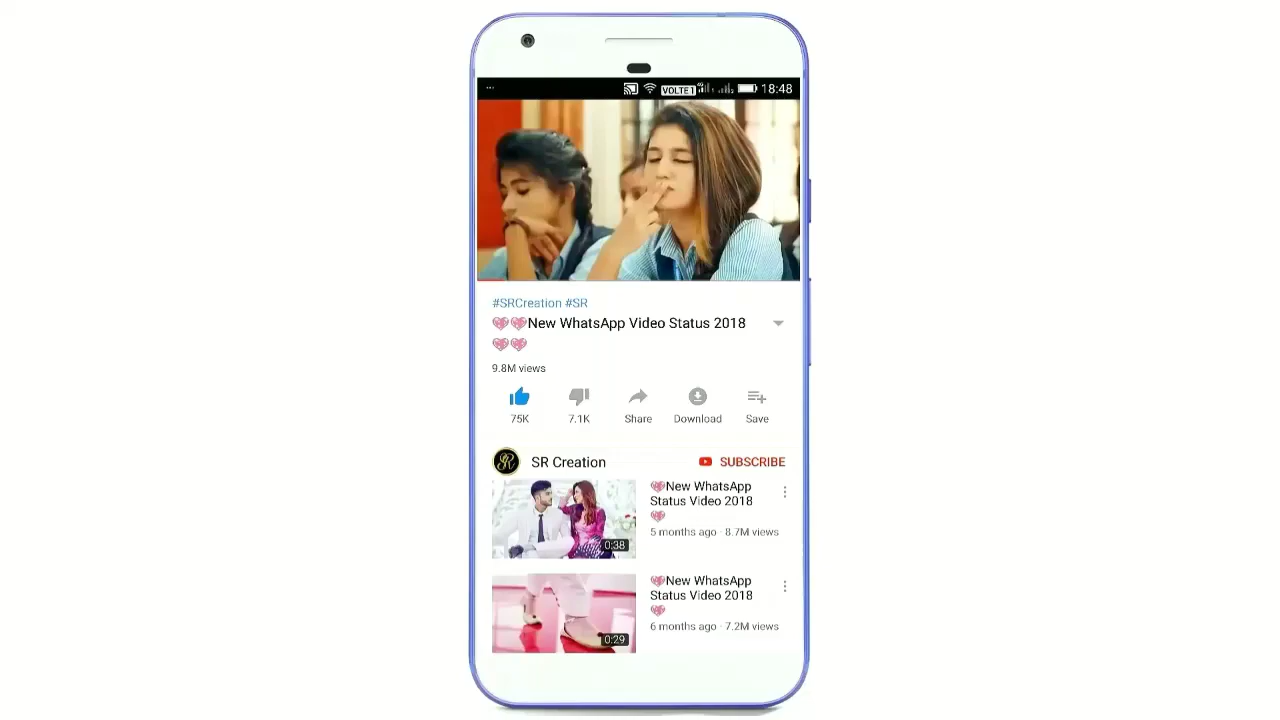 ... VOLTE 1 18:48
#SRCreation #SR
💖💖New WhatsApp Video Status 2018
💖💖
9.8M views
75K 7.1K Share Download Save
SR Creation SUBSCRIBE
💖New WhatsApp
Status Video 2018
💖
5 months ago · 8.7M views
0:38
💖New WhatsApp
Status Video 2018
💖
6 months ago · 7.2M views
0:29